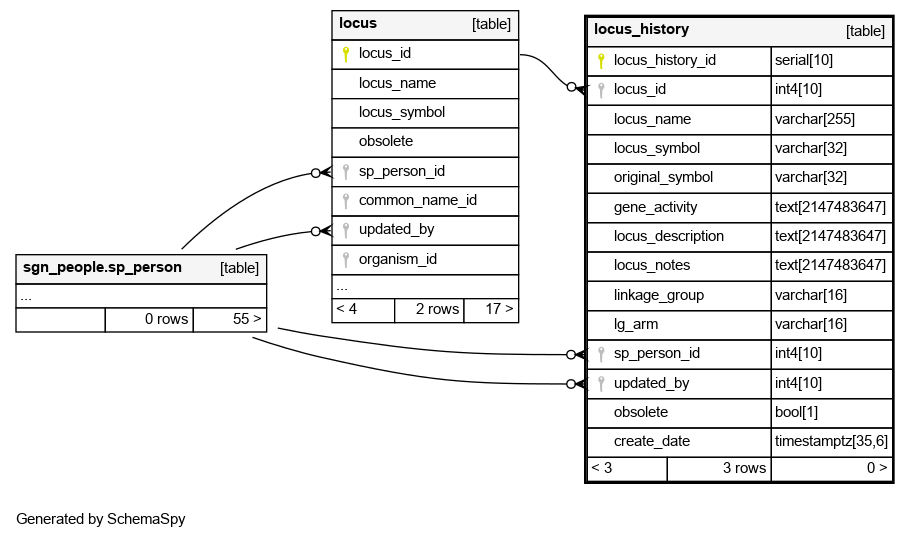 locus [table]
locus_id
locus_name
locus_symbol
obsolete
sp_person_id
common_name_id
updated_by
organism_id
...
< 4 2 rows 17 >
locus_history [table]
locus_history_id serial[10]
locus_id int4[10]
locus_name varchar[255]
locus_symbol varchar[32]
original_symbol varchar[32]
gene_activity text[2147483647]
locus_description text[2147483647]
locus_notes text[2147483647]
linkage_group varchar[16]
lg_arm varchar[16]
sp_person_id int4[10]
updated_by int4[10]
obsolete bool[1]
create_date timestamptz[35,6]
< 3 3 rows 0 >
sgn_people.sp_person [table]
...
0 rows 55 >
Generated by SchemaSpy